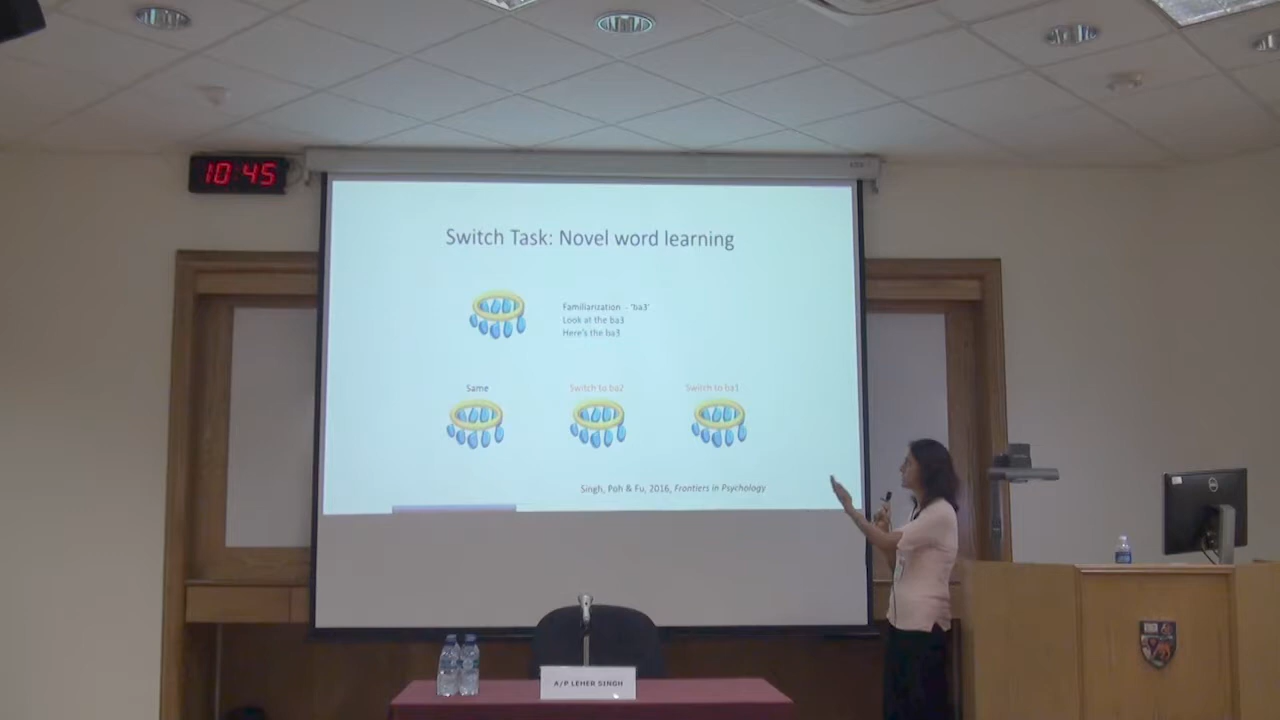 10:45
Switch Task: Novel word learning
Familiarization - 'ba3'
Look at the ba3
Here's the ba3
Same
Switch to ba2
Switch to ba1
Singh, Poh & Fu, 2016, Frontiers in Psychology
DELL
A/P LEHER SINGH